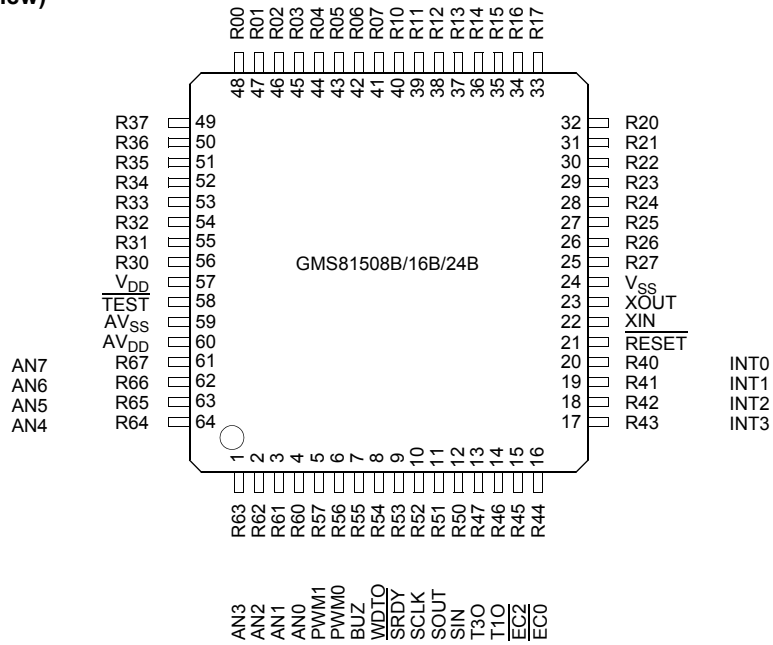 R00 R01 R02 R03 R04 R05 R06 R07 R10 R11 R12 R13 R14 R15 R16 R17
48 47 46 45 44 43 42 41 40 39 38 37 36 35 34 33
R37 49 32 R20
R36 50 31 R21
R35 51 30 R22
R34 52 29 R23
R33 53 28 R24
R32 54 27 R25
R31 55 26 R26
R30 56 GMS81508B/16B/24B 25 R27
VDD 57 24 VSS
TEST 58 23 XOUT
AVSS 59 22 XIN
AVDD 60 21 RESET
AN7 R67 61 20 R40 INT0
AN6 R66 62 19 R41 INT1
AN5 R65 63 18 R42 INT2
AN4 R64 64 17 R43 INT3
1 2 3 4 5 6 7 8 9 10 11 12 13 14 15 16
R63 R62 R61 R60 R57 R56 R55 R54 R53 R52 R51 R50 R47 R46 R45 R44
AN3 AN2 AN1 AN0 PWM1 PWM0 BUZ WDTO SRDY SCLK SOUT SIN T3O T1O EC2 EC0